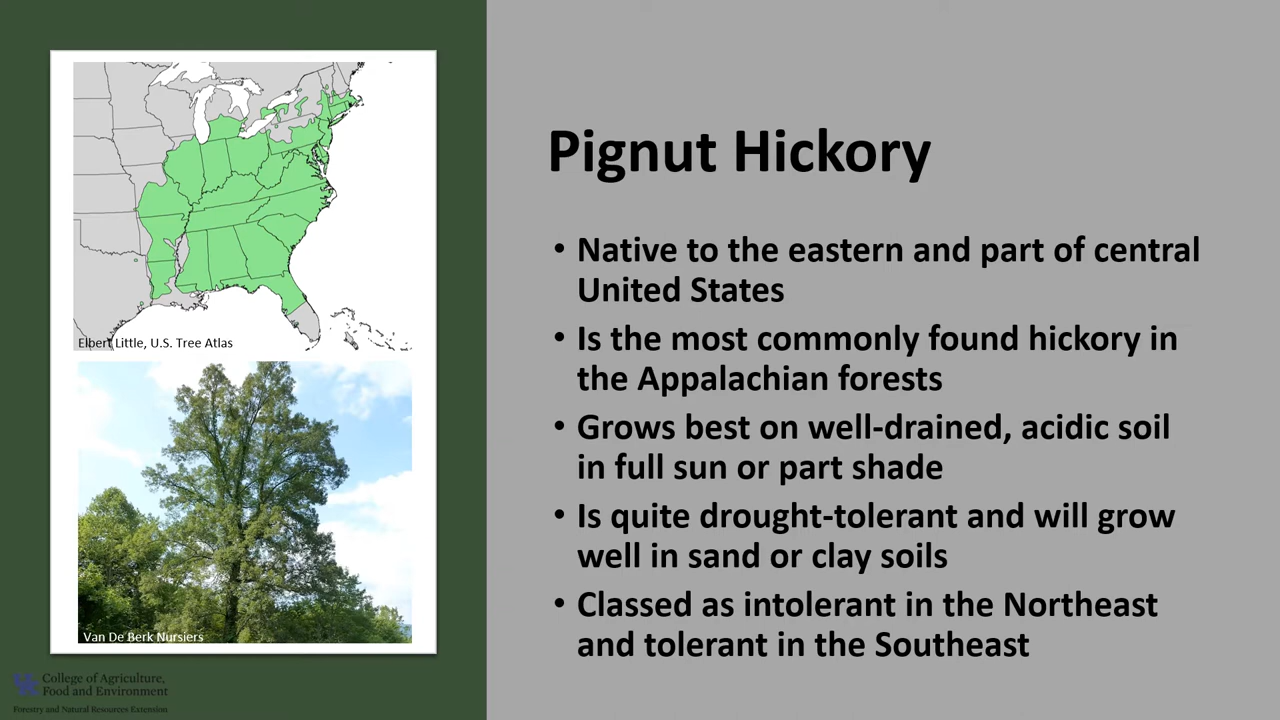 Elbert Little, U.S. Tree Atlas
Van De Berk Nursiers
College of Agriculture,
Food and Environment
Forestry and Natural Resources Extension
Pignut Hickory
• Native to the eastern and part of central
United States
• Is the most commonly found hickory in
the Appalachian forests
• Grows best on well-drained, acidic soil
in full sun or part shade
• Is quite drought-tolerant and will grow
well in sand or clay soils
• Classed as intolerant in the Northeast
and tolerant in the Southeast